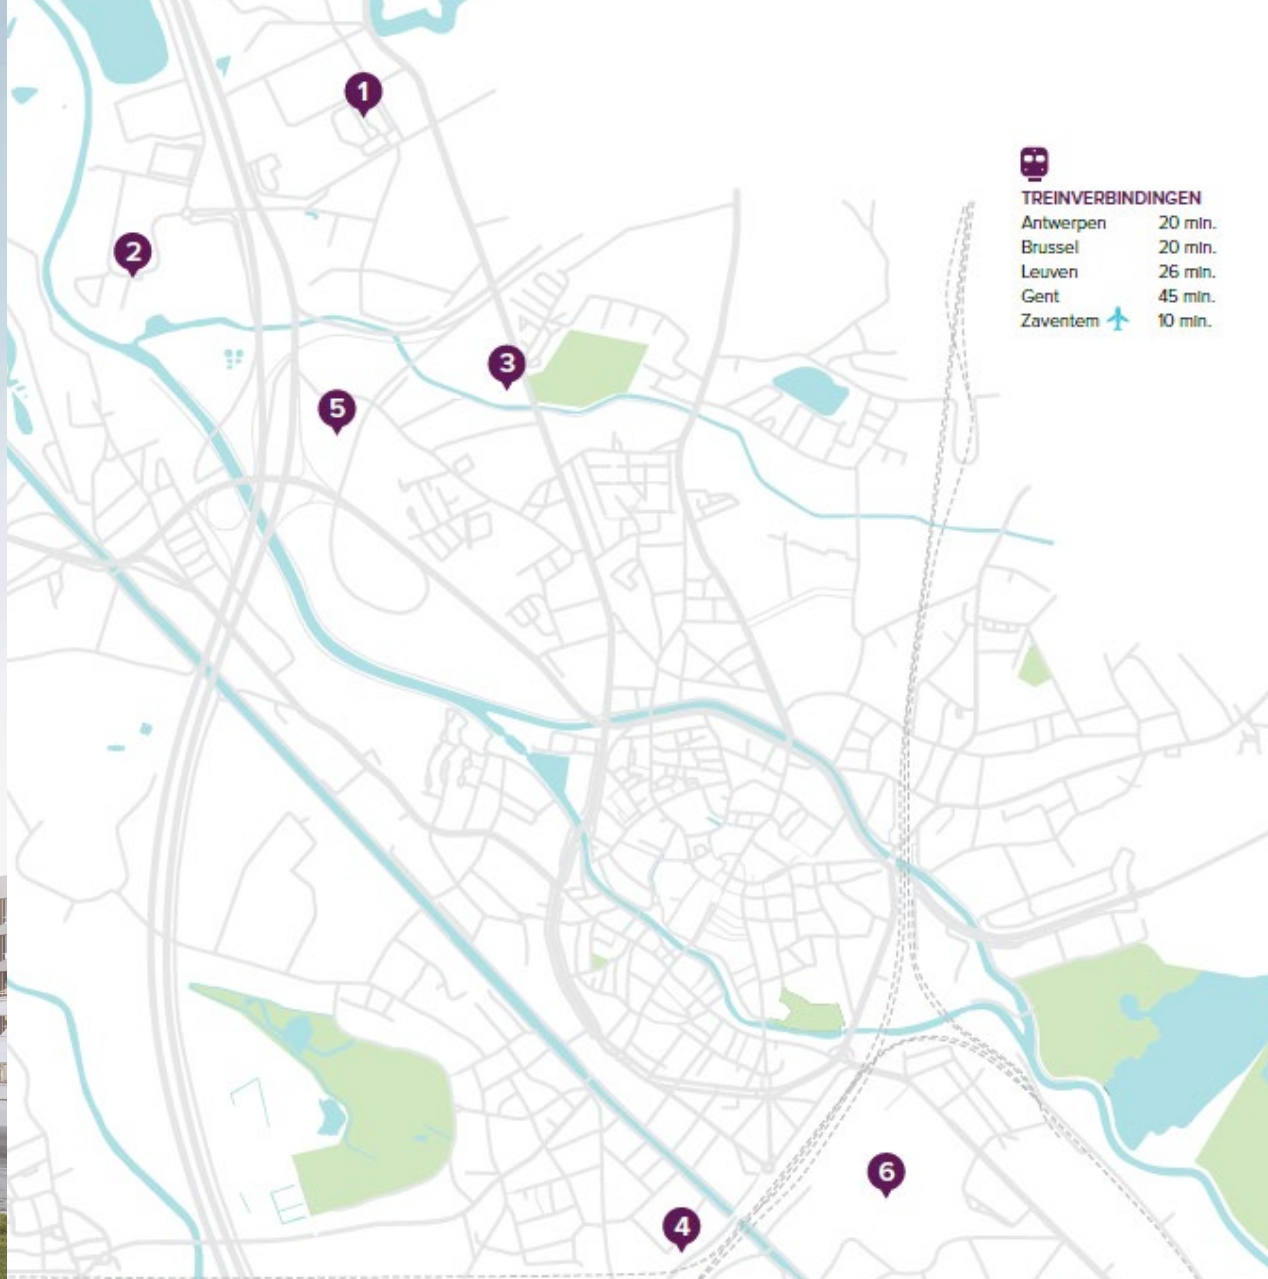 1
TREINVERBINDINGEN
Antwerpen 20 min.
Brussel 20 min.
Leuven 26 min.
Gent 45 min.
Zaventem 10 min.
2
3
5
6
4